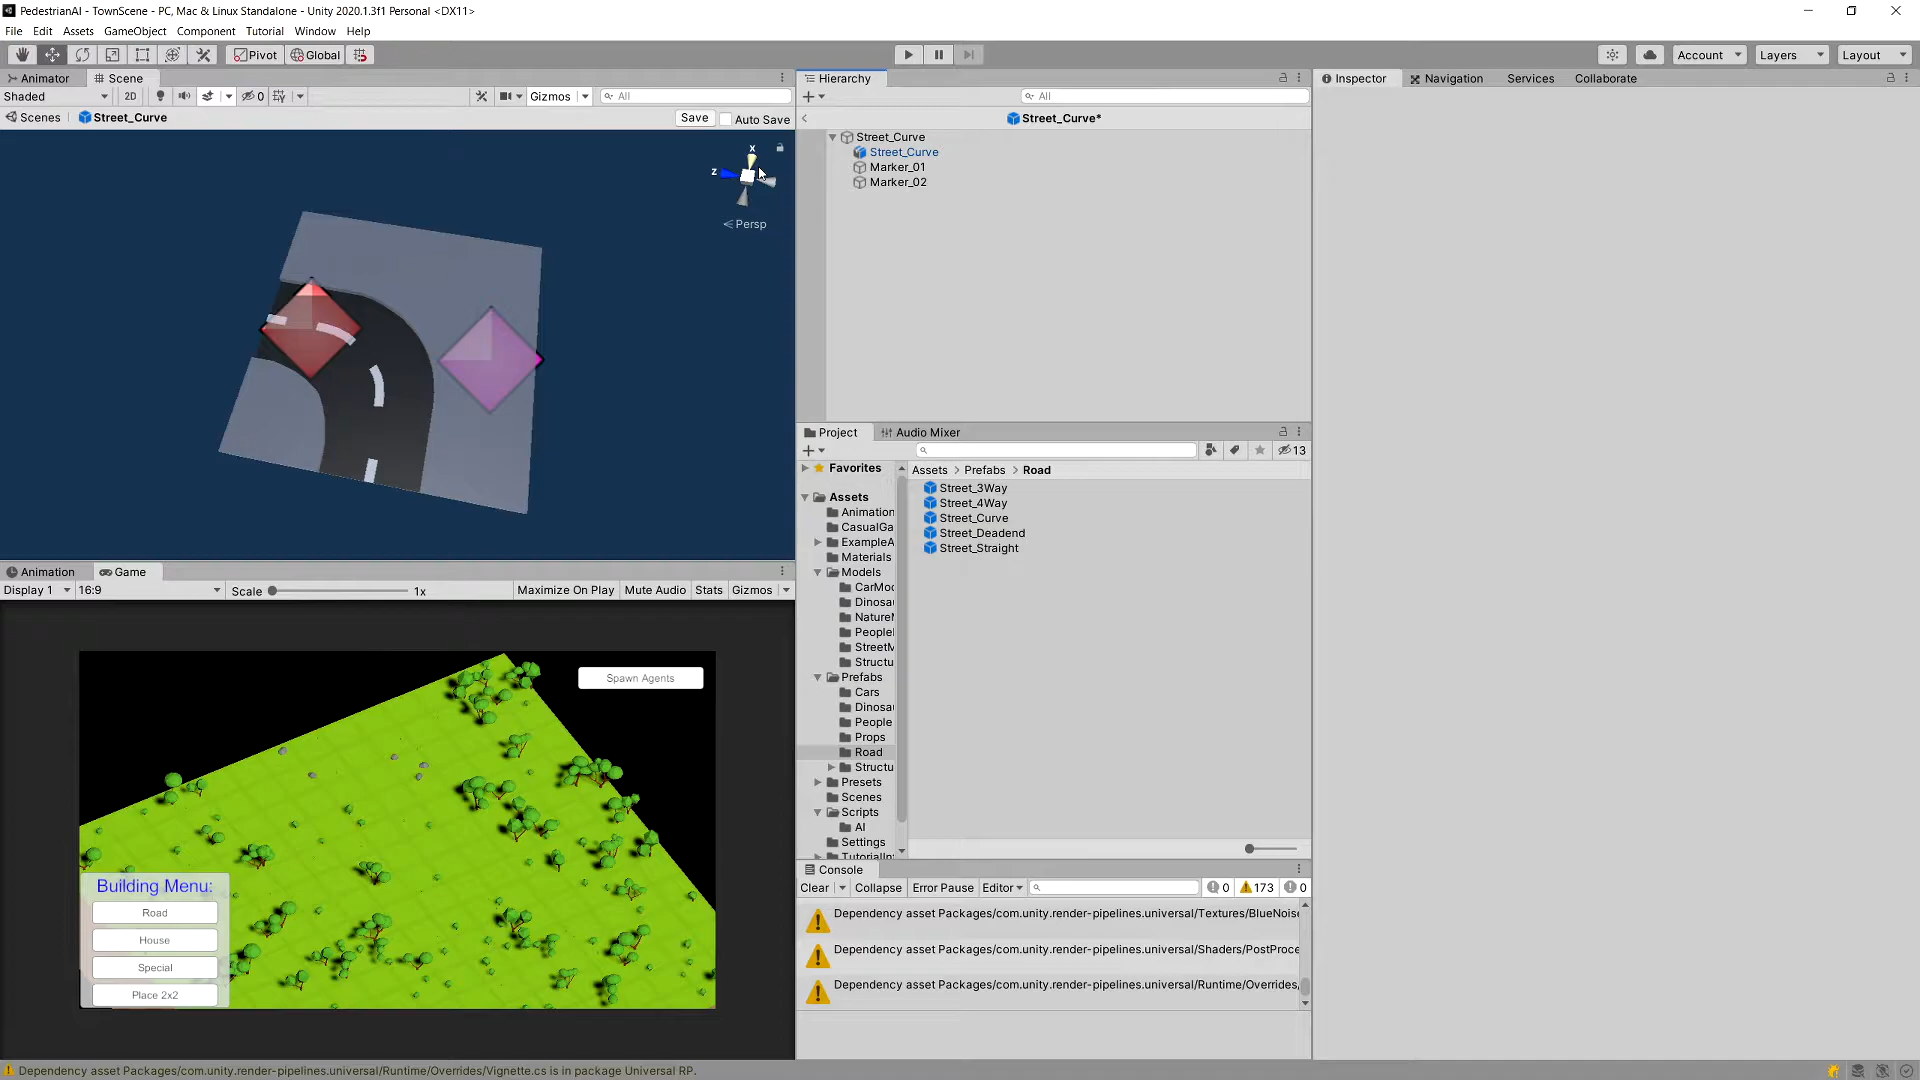 PedestrianAI - TownScene - PC, Mac & Linux Standalone - Unity 2020.1.3f1 Personal <DX11>
File Edit Assets GameObject Component Tutorial Window Help
Pivot Global Account Layers Layout
Animator Scene
Shaded 2D 0 Gizmos All
Scenes Street_Curve Save Auto Save
x
z
Persp
Hierarchy
All
Street_Curve*
Street_Curve
Street_Curve
Marker_01
Marker_02
Inspector Navigation Services Collaborate
Project Audio Mixer
13
Favorites
Assets
Animation
CasualGa
ExampleA
Materials
Models
CarMod
Dinosau
NatureM
PeopleM
StreetM
Structu
Prefabs
Cars
Dinosau
People
Props
Road
Structu
Presets
Scenes
Scripts
AI
Settings
TutorialIn
Assets > Prefabs > Road
Street_3Way
Street_4Way
Street_Curve
Street_Deadend
Street_Straight
Animation Game
Display 1 16:9 Scale 1x Maximize On Play Mute Audio Stats Gizmos
Spawn Agents
Building Menu:
Road
House
Special
Place 2x2
Console
Clear Collapse Error Pause Editor 0 173 0
Dependency asset Packages/com.unity.render-pipelines.universal/Textures/BlueNoise
Dependency asset Packages/com.unity.render-pipelines.universal/Shaders/PostProce
Dependency asset Packages/com.unity.render-pipelines.universal/Runtime/Overrides,
Dependency asset Packages/com.unity.render-pipelines.universal/Runtime/Overrides/Vignette.cs is in package Universal RP.